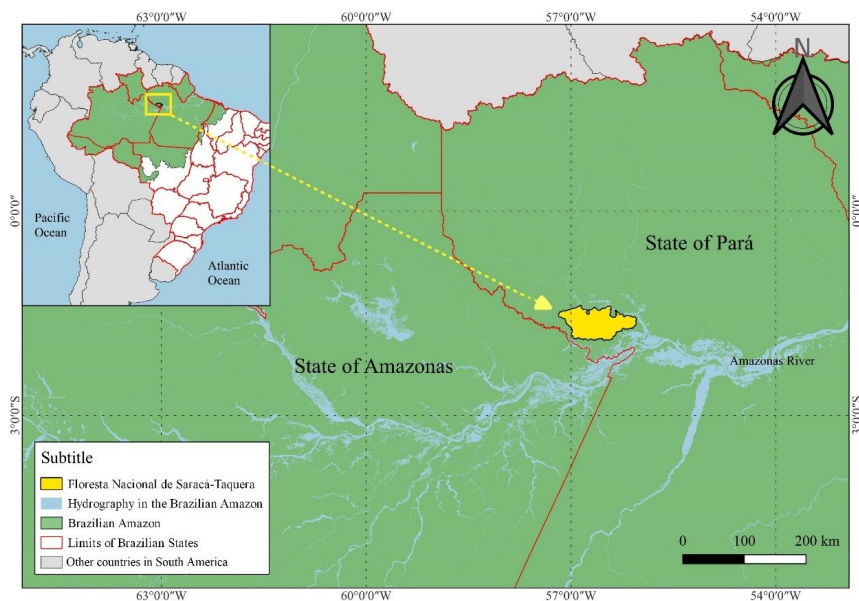 63°0'0"W 60°0'0"W 57°0'0"W 54°0'0"W
N
Pacific
Ocean
Atlantic
Ocean
0°0'0"
0°0'0"
State of Pará
State of Amazonas
Amazonas River
3°0'0"S
3°0'0"S
Subtitle
Floresta Nacional de Saracá-Taquera
Hydrography in the Brazilian Amazon
Brazilian Amazon
Limits of Brazilian States
Other countries in South America
0 100 200 km
63°0'0"W 60°0'0"W 57°0'0"W 54°0'0"W